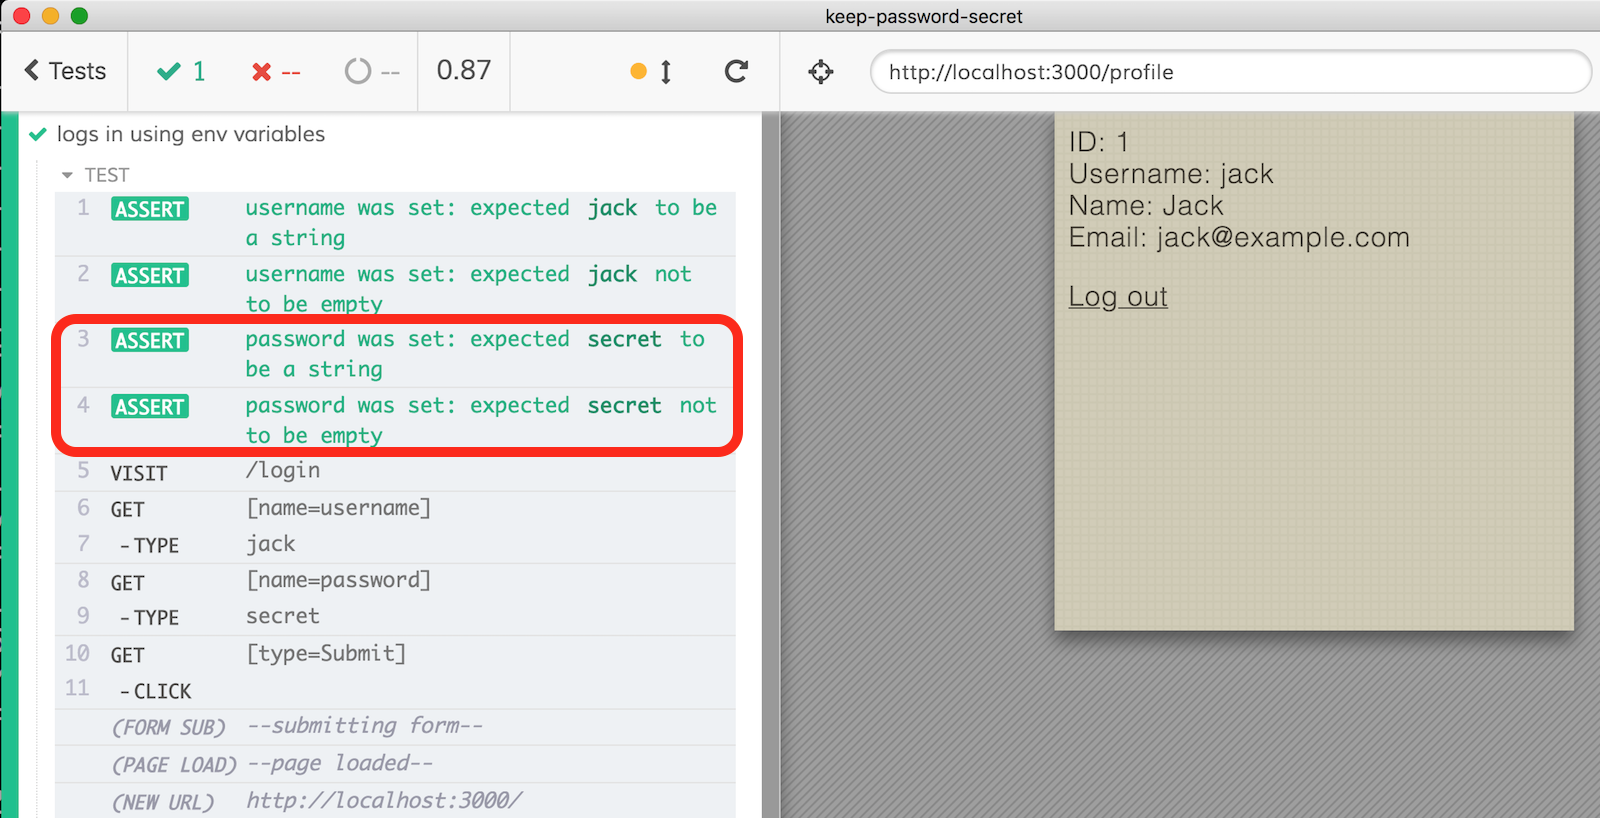 keep-password-secret
Tests 1 -- -- 0.87
http://localhost:3000/profile
logs in using env variables
TEST
1 ASSERT username was set: expected jack to be
a string
2 ASSERT username was set: expected jack not
to be empty
3 ASSERT password was set: expected secret to
be a string
4 ASSERT password was set: expected secret not
to be empty
5 VISIT /login
6 GET [name=username]
7 -TYPE jack
8 GET [name=password]
9 -TYPE secret
10 GET [type=Submit]
11 -CLICK
(FORM SUB) --submitting form--
(PAGE LOAD) --page loaded--
(NEW URL) http://localhost:3000/
ID: 1
Username: jack
Name: Jack
Email: jack@example.com
Log out